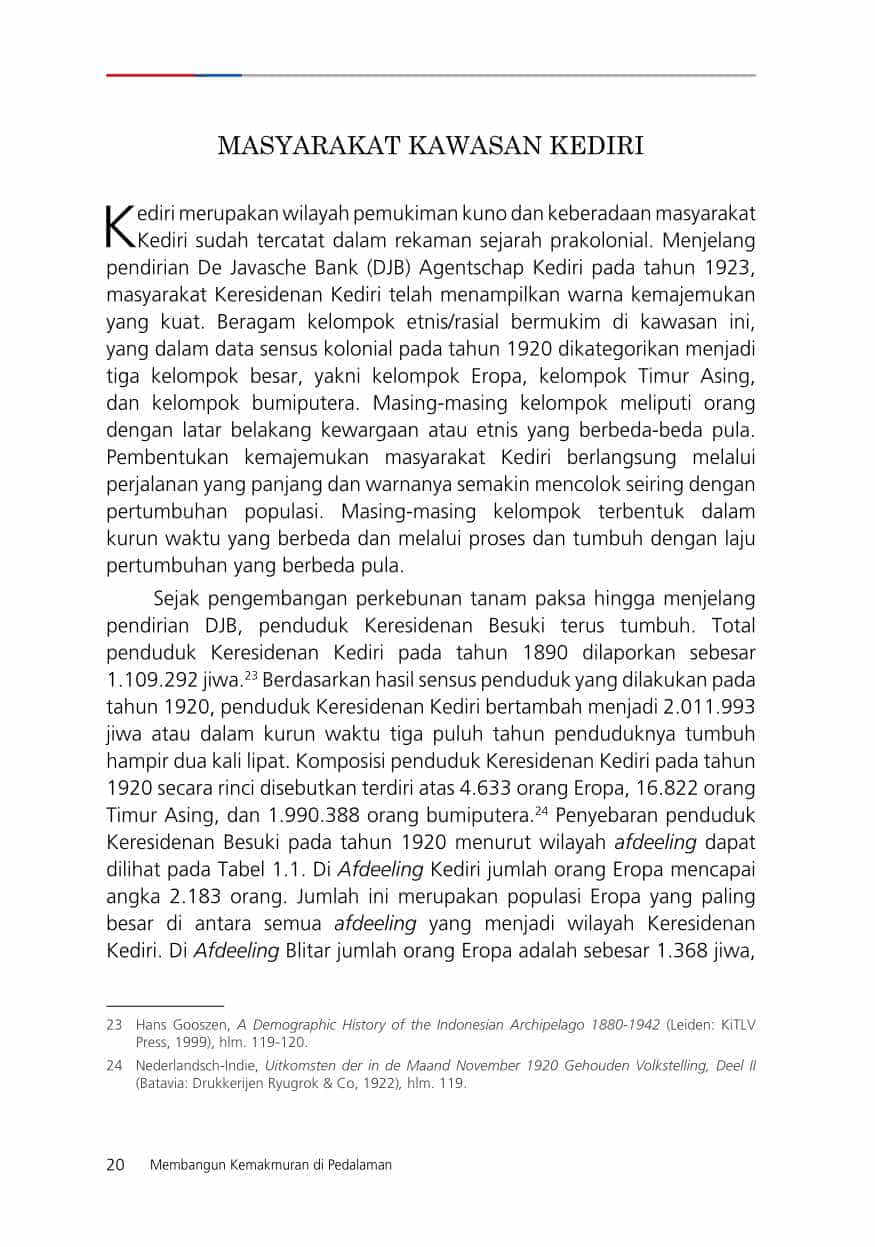 MASYARAKAT KAWASAN KEDIRI
Kediri merupakan wilayah pemukiman kuno dan keberadaan masyarakat
Kediri sudah tercatat dalam rekaman sejarah prakolonial. Menjelang
pendirian De Javasche Bank (DJB) Agentschap Kediri pada tahun 1923,
masyarakat Keresidenan Kediri telah menampilkan warna kemajemukan
yang kuat. Beragam kelompok etnis/rasial bermukim di kawasan ini,
yang dalam data sensus kolonial pada tahun 1920 dikategorikan menjadi
tiga kelompok besar, yakni kelompok Eropa, kelompok Timur Asing,
dan kelompok bumiputera. Masing-masing kelompok meliputi orang
dengan latar belakang kewargaan atau etnis yang berbeda-beda pula.
Pembentukan kemajemukan masyarakat Kediri berlangsung melalui
perjalanan yang panjang dan warnanya semakin mencolok seiring dengan
pertumbuhan populasi. Masing-masing kelompok terbentuk dalam
kurun waktu yang berbeda dan melalui proses dan tumbuh dengan laju
pertumbuhan yang berbeda pula.
Sejak pengembangan perkebunan tanam paksa hingga menjelang
pendirian DJB, penduduk Keresidenan Besuki terus tumbuh. Total
penduduk Keresidenan Kediri pada tahun 1890 dilaporkan sebesar
1.109.292 jiwa.23 Berdasarkan hasil sensus penduduk yang dilakukan pada
tahun 1920, penduduk Keresidenan Kediri bertambah menjadi 2.011.993
jiwa atau dalam kurun waktu tiga puluh tahun penduduknya tumbuh
hampir dua kali lipat. Komposisi penduduk Keresidenan Kediri pada tahun
1920 secara rinci disebutkan terdiri atas 4.633 orang Eropa, 16.822 orang
Timur Asing, dan 1.990.388 orang bumiputera.24 Penyebaran penduduk
Keresidenan Besuki pada tahun 1920 menurut wilayah afdeeling dapat
dilihat pada Tabel 1.1. Di Afdeeling Kediri jumlah orang Eropa mencapai
angka 2.183 orang. Jumlah ini merupakan populasi Eropa yang paling
besar di antara semua afdeeling yang menjadi wilayah Keresidenan
Kediri. Di Afdeeling Blitar jumlah orang Eropa adalah sebesar 1.368 jiwa,
23 Hans Gooszen, A Demographic History of the Indonesian Archipelago 1880-1942 (Leiden: KiTLV
Press, 1999), hlm. 119-120.
24 Nederlandsch-Indie, Uitkomsten der in de Maand November 1920 Gehouden Volkstelling, Deel II
(Batavia: Drukkerijen Ryugrok & Co, 1922), hlm. 119.
20 Membangun Kemakmuran di Pedalaman